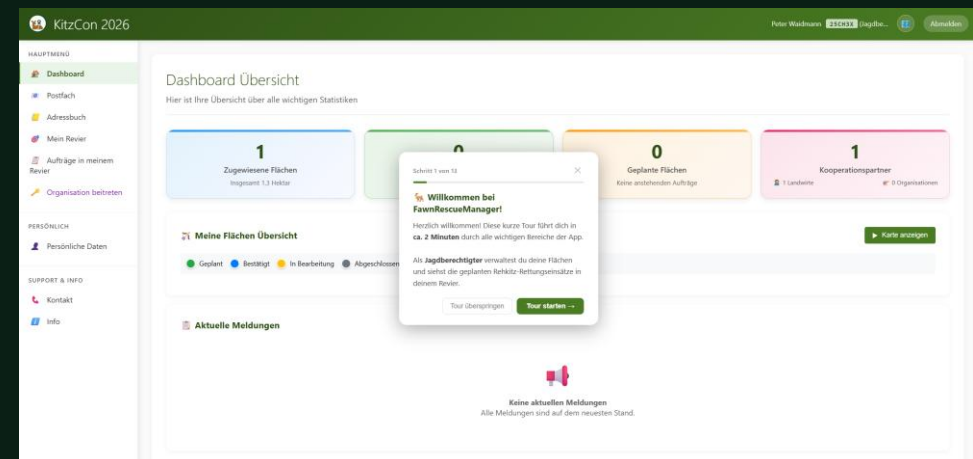 KitzCon 2026
Peter Waidmann 25CH5X (Jagdbe...
Abmelden
HAUPTMENÜ
Dashboard
Postfach
Adressbuch
Mein Revier
Aufträge in meinem
Revier
Organisation beitreten
PERSÖNLICH
Persönliche Daten
SUPPORT & INFO
Kontakt
Info
Dashboard Übersicht
Hier ist Ihre Übersicht über alle wichtigen Statistiken
1
Zugewiesene Flächen
Insgesamt 1.3 Hektar
0
0
Geplante Flächen
Keine anstehenden Aufträge
1
Kooperationspartner
1 Landwirte
0 Organisationen
Meine Flächen Übersicht
Karte anzeigen
Geplant
Bestätigt
In Bearbeitung
Abgeschlossen
Schritt 1 von 13
Willkommen bei
FawnRescueManager!
Herzlich willkommen! Diese kurze Tour führt dich in
ca. 2 Minuten durch alle wichtigen Bereiche der App.
Als Jagdberechtigter verwaltest du deine Flächen
und siehst die geplanten Rehkitz-Rettungseinsätze in
deinem Revier.
Tour überspringen
Tour starten →
Aktuelle Meldungen
Keine aktuellen Meldungen
Alle Meldungen sind auf dem neuesten Stand.